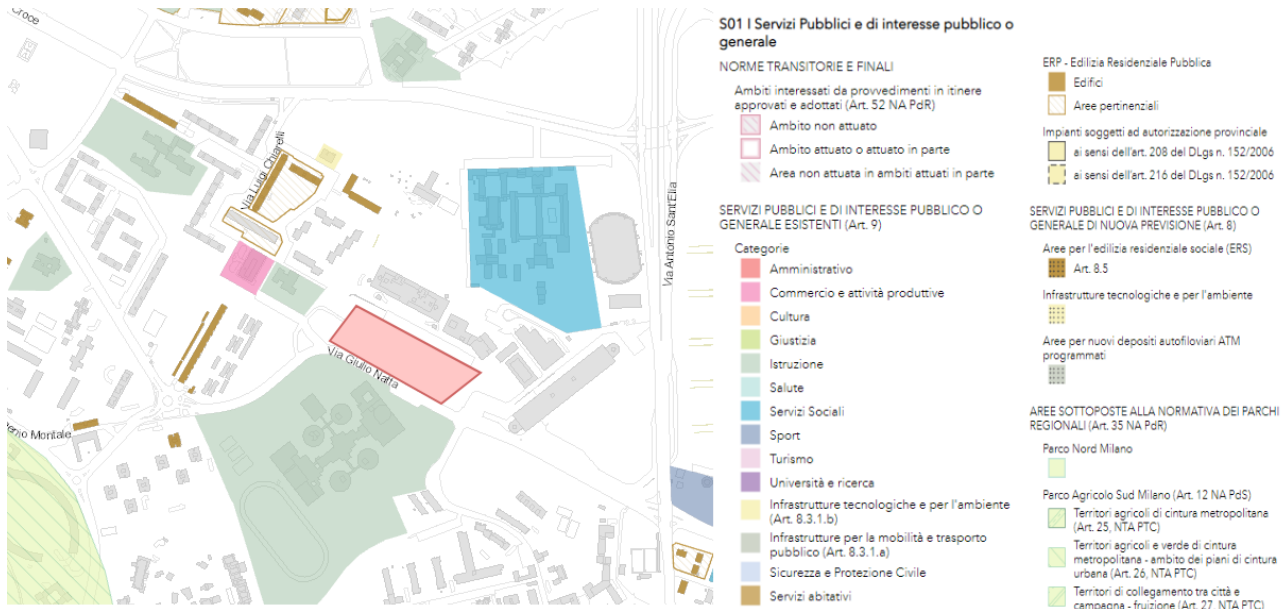 Croce
Via Luigi Chiarelli
Via Antonio Sant'Elia
Via Giulio Natta
Montale
S01 | Servizi Pubblici e di interesse pubblico o
generale
NORME TRANSITORIE E FINALI
Ambiti interessati da provvedimenti in itinere
approvati e adottati (Art. 52 NA PdR)
Ambito non attuato
Ambito attuato o attuato in parte
Area non attuata in ambiti attuati in parte
SERVIZI PUBBLICI E DI INTERESSE PUBBLICO O
GENERALE ESISTENTI (Art. 9)
Categorie
Amministrativo
Commercio e attività produttive
Cultura
Giustizia
Istruzione
Salute
Servizi Sociali
Sport
Turismo
Università e ricerca
Infrastrutture tecnologiche e per l'ambiente
(Art. 8.3.1.b)
Infrastrutture per la mobilità e trasporto
pubblico (Art. 8.3.1.a)
Sicurezza e Protezione Civile
Servizi abitativi
ERP - Edilizia Residenziale Pubblica
Edifici
Aree pertinenziali
Impianti soggetti ad autorizzazione provinciale
ai sensi dell'art. 208 del DLgs n. 152/2006
ai sensi dell'art. 216 del DLgs n. 152/2006
SERVIZI PUBBLICI E DI INTERESSE PUBBLICO O
GENERALE DI NUOVA PREVISIONE (Art. 8)
Aree per l'edilizia residenziale sociale (ERS)
Art. 8.5
Infrastrutture tecnologiche e per l'ambiente
Aree per nuovi depositi autofiloviari ATM
programmati
AREE SOTTOPOSTE ALLA NORMATIVA DEI PARCHI
REGIONALI (Art. 35 NA PdR)
Parco Nord Milano
Parco Agricolo Sud Milano (Art. 12 NA PdS)
Territori agricoli di cintura metropolitana
(Art. 25, NTA PTC)
Territori agricoli e verde di cintura
metropolitana - ambito dei piani di cintura
urbana (Art. 26, NTA PTC)
Territori di collegamento tra città e
campagna - fruizione (Art. 27, NTA PTC)